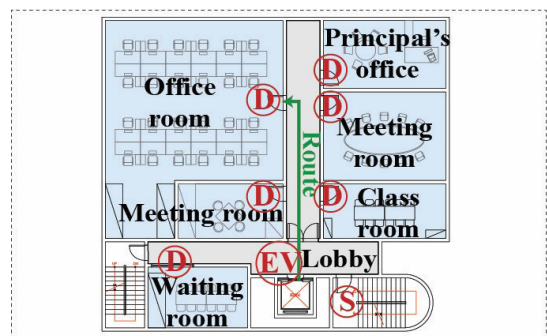 Principal's
office
D
Office
room
D
D
Meeting
room
Route
Meeting room
D
D
Class
room
D
EV
Lobby
Waiting
room
S